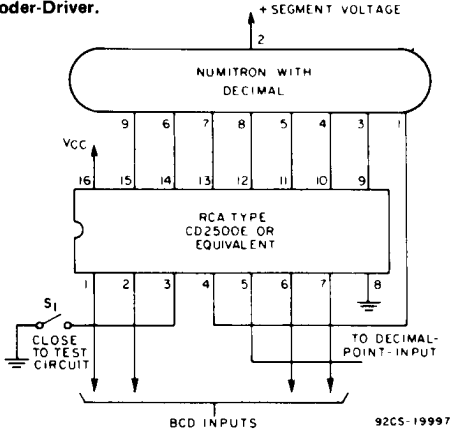 oder-Driver.
+ SEGMENT VOLTAGE
2
NUMITRON WITH
DECIMAL
9 6 7 8 5 4 3 1
VCC
16 15 14 13 12 11 10 9
RCA TYPE
CD2500E OR
EQUIVALENT
1 2 3 4 5 6 7 8
S1
CLOSE
TO TEST
CIRCUIT
TO DECIMAL-
POINT-INPUT
BCD INPUTS
92CS-19997